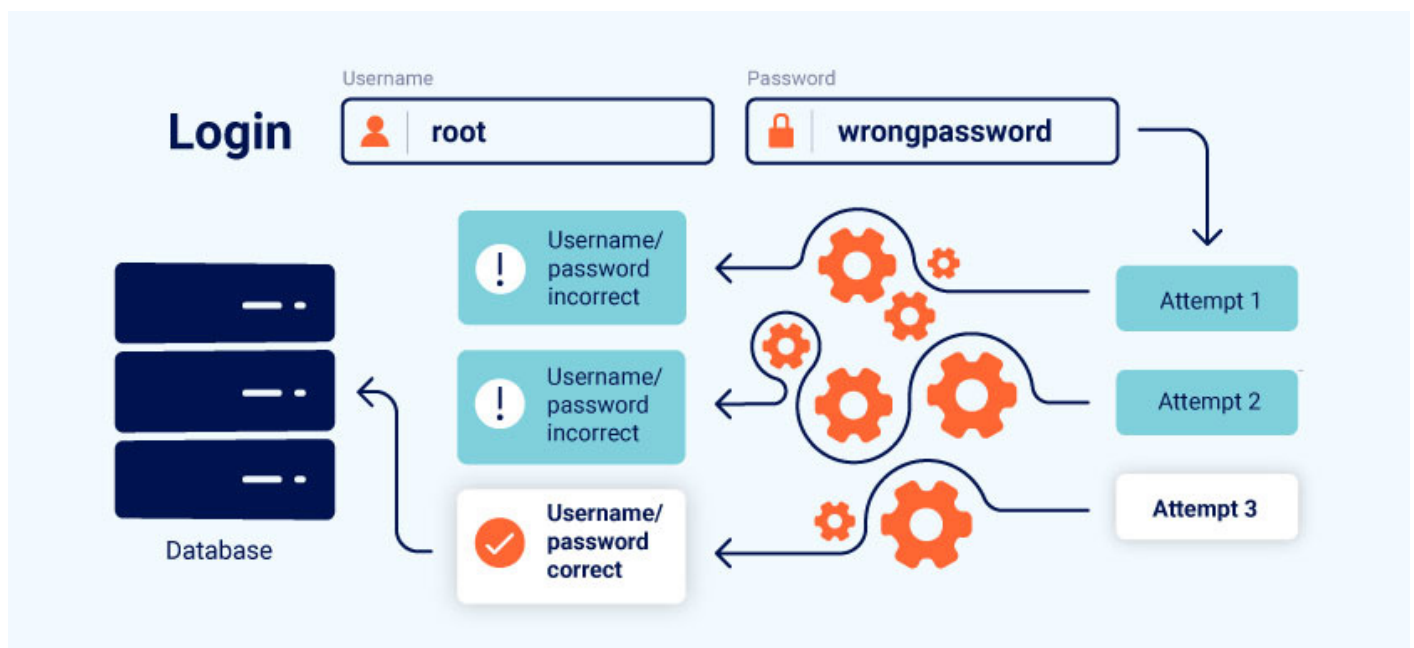 Username
Password
Login
root
wrongpassword
Username/
password
incorrect
Attempt 1
Username/
password
incorrect
Attempt 2
Username/
password
correct
Attempt 3
Database